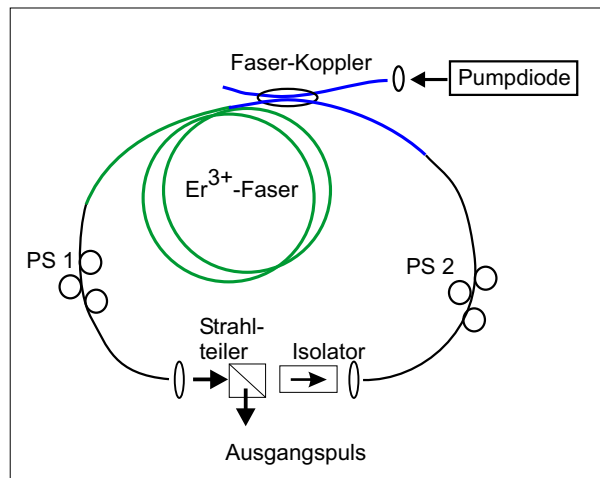 Faser-Koppler
Pumpdiode
Er³⁺-Faser
PS 1
PS 2
Strahl-
teiler
Isolator
Ausgangspuls